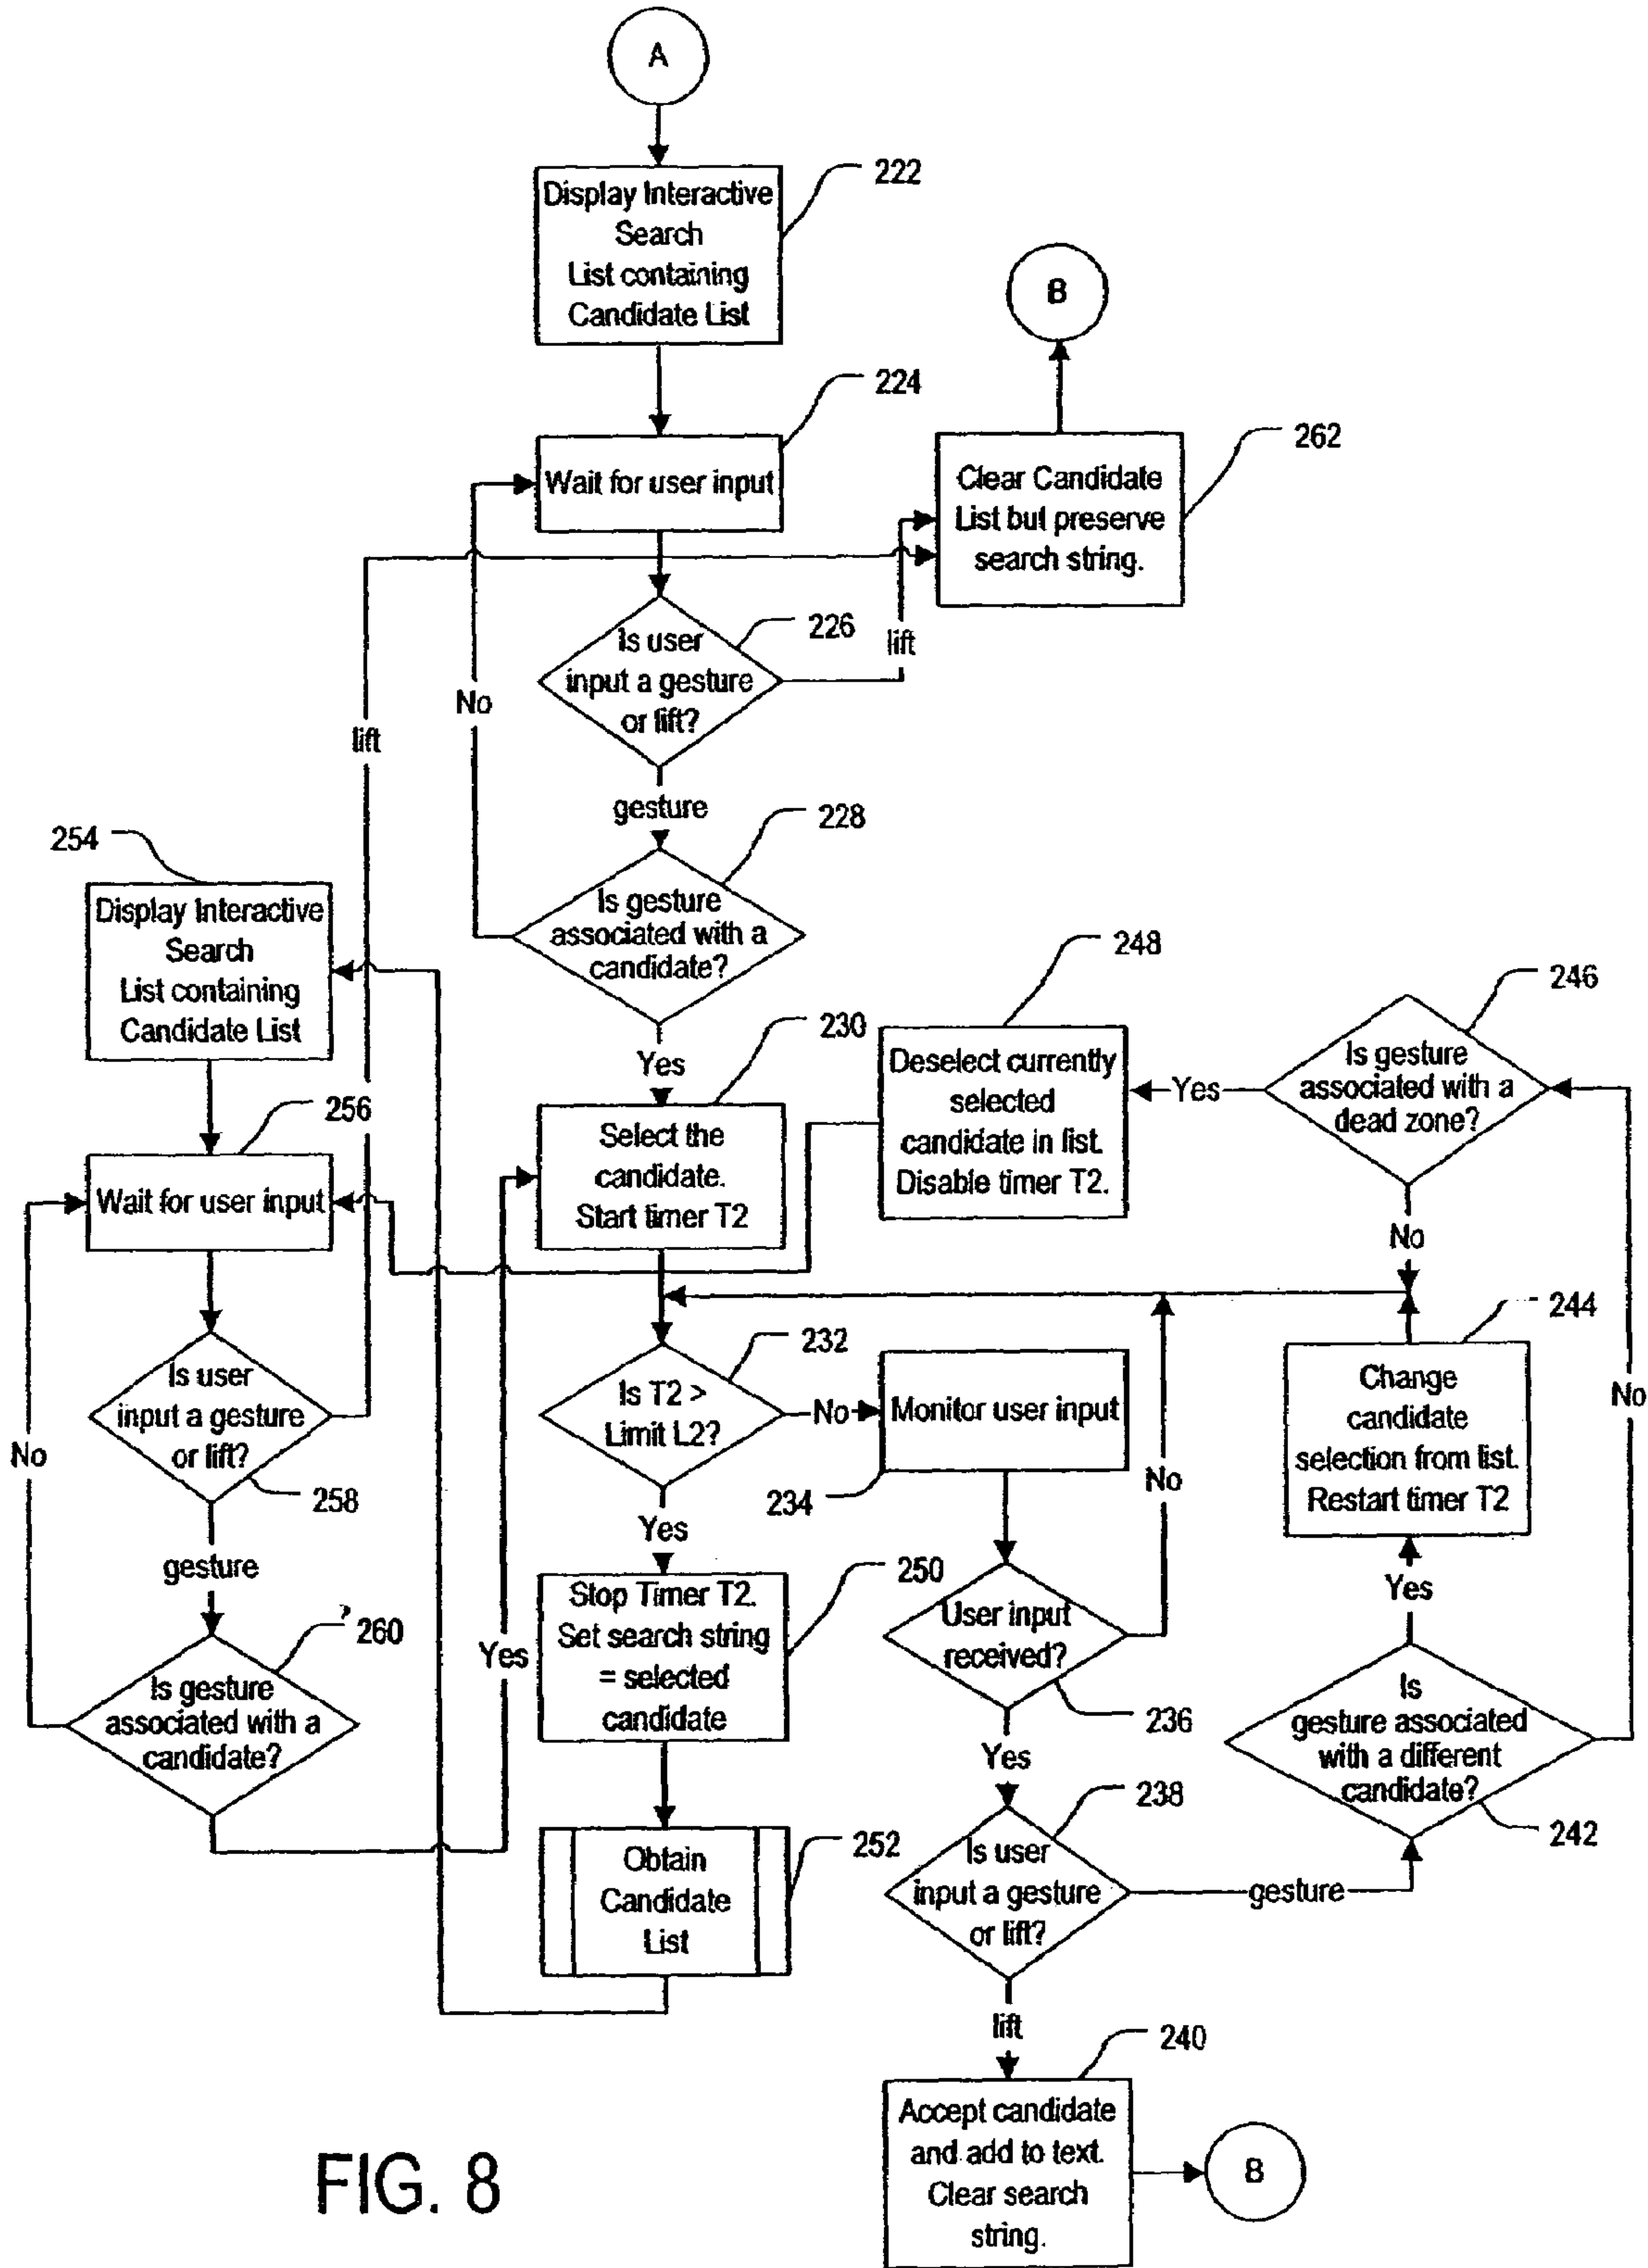 A
Display Interactive
Search
List containing
Candidate List
222
B
224
Wait for user input
262
Clear Candidate
List but preserve
search string.
Is user
input a gesture
or lift?
226
lift
No
lift
gesture
228
Is gesture
associated with a
candidate?
254
Display Interactive
Search
List containing
Candidate List
248
246
Yes
230
Deselect currently
selected
candidate in list.
Disable timer T2.
Yes
Is gesture
associated with a
dead zone?
256
Select the
candidate.
Start timer T2
Wait for user input
No
244
232
Is T2 >
Limit L2?
No
Monitor user input
234
Change
candidate
selection from list.
Restart timer T2
No
Is user
input a gesture
or lift?
258
No
No
Yes
gesture
250
Stop Timer T2.
Set search string
= selected
candidate
User input
received?
236
Yes
260
Is gesture
associated with a
candidate?
Yes
Is
gesture associated
with a different
candidate?
242
Yes
238
252
Obtain
Candidate
List
Is user
input a gesture
or lift?
gesture
lift
240
Accept candidate
and add to text.
Clear search
string.
B
FIG. 8